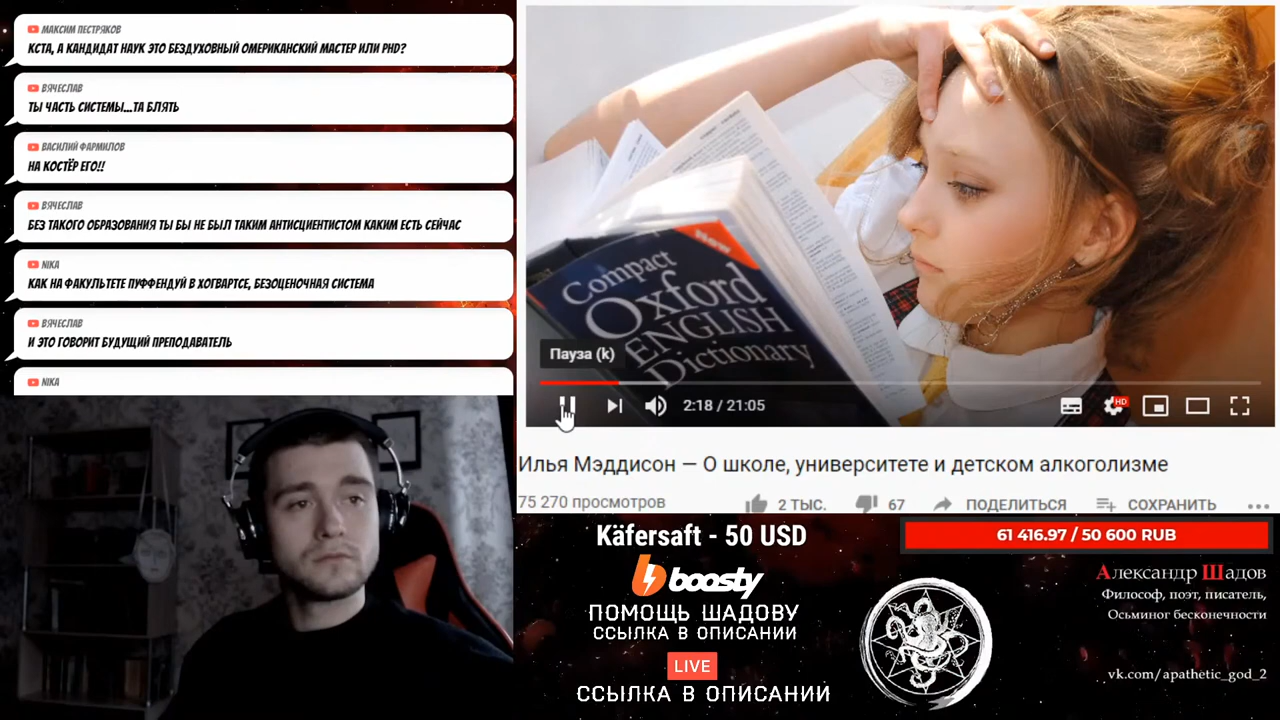 МАКСИМ ПЕСТРЯКОВ
КСТА, А КАНДИДАТ НАУК ЭТО БЕЗДУХОВНЫЙ ОМЕРИКАНСКИЙ МАСТЕР ИЛИ PHD?
ВЯЧЕСЛАВ
ТЫ ЧАСТЬ СИСТЕМЫ...ТА БЛЯТЬ
ВАСИЛИЙ ФАРМИЛОВ
НА КОСТЁР ЕГО!!
ВЯЧЕСЛАВ
БЕЗ ТАКОГО ОБРАЗОВАНИЯ ТЫ БЫ НЕ БЫЛ ТАКИМ АНТИСЦИЕНТИСТОМ КАКИМ ЕСТЬ СЕЙЧАС
NIKA
КАК НА ФАКУЛЬТЕТЕ ПУФФЕНДУЙ В ХОГВАРТСЕ, БЕЗОЦЕНОЧНАЯ СИСТЕМА
ВЯЧЕСЛАВ
И ЭТО ГОВОРИТ БУДУЩИЙ ПРЕПОДАВАТЕЛЬ
NIKA
New
Compact
Oxford
ENGLISH
Dictionary
Пауза (k)
2:18 / 21:05
HD
Илья Мэддисон — О школе, университете и детском алкоголизме
75 270 просмотров
2 ТЫС.
67
ПОДЕЛИТЬСЯ
СОХРАНИТЬ
Käfersaft - 50 USD
boosty
ПОМОЩЬ ШАДОВУ
ССЫЛКА В ОПИСАНИИ
LIVE
ССЫЛКА В ОПИСАНИИ
61 416.97 / 50 600 RUB
Александр Шадов
Философ, поэт, писатель,
Осьминог бесконечности
vk.com/apathetic_god_2